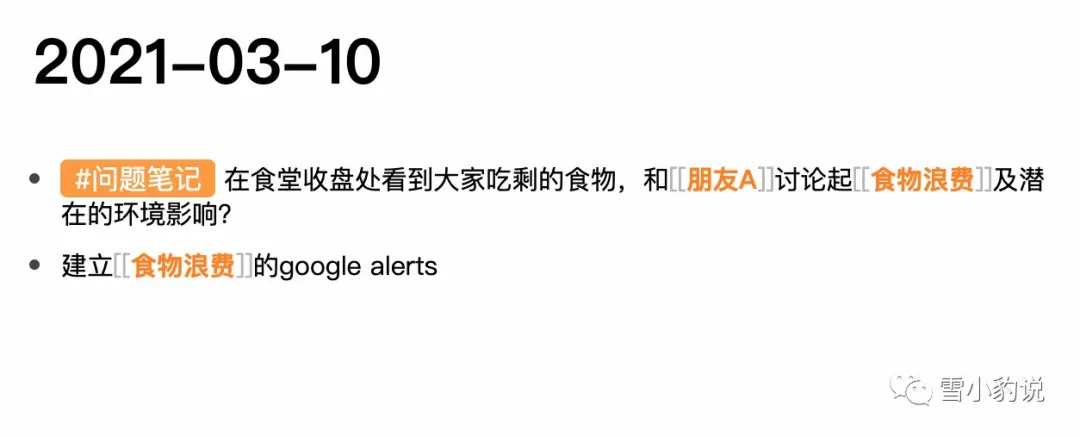 2021-03-10
#问题笔记 在食堂收盘处看到大家吃剩的食物，和[[朋友A]]讨论起[[食物浪费]]及潜
在的环境影响？
建立[[食物浪费]]的google alerts
雪小豹说